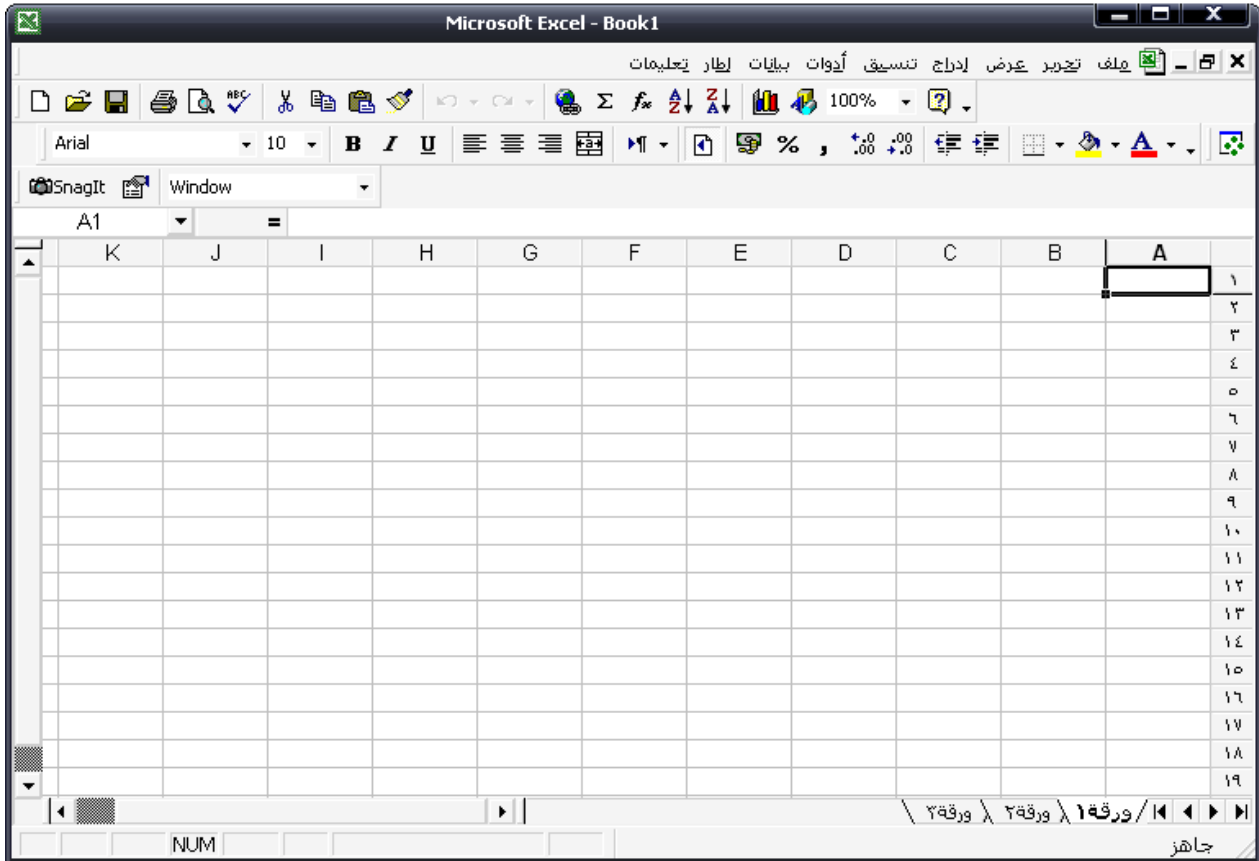 Microsoft Excel - Book1
ملف تحرير عرض إدراج تنسيق أدوات بيانات إطار تعليمات
100%
Arial 10 B I U % ,
SnagIt Window
A1 =
K J I H G F E D C B A
١
٢
٣
٤
٥
٦
٧
٨
٩
١٠
١١
١٢
١٣
١٤
١٥
١٦
١٧
١٨
١٩
ورقة١ ورقة٢ ورقة٣
جاهز NUM